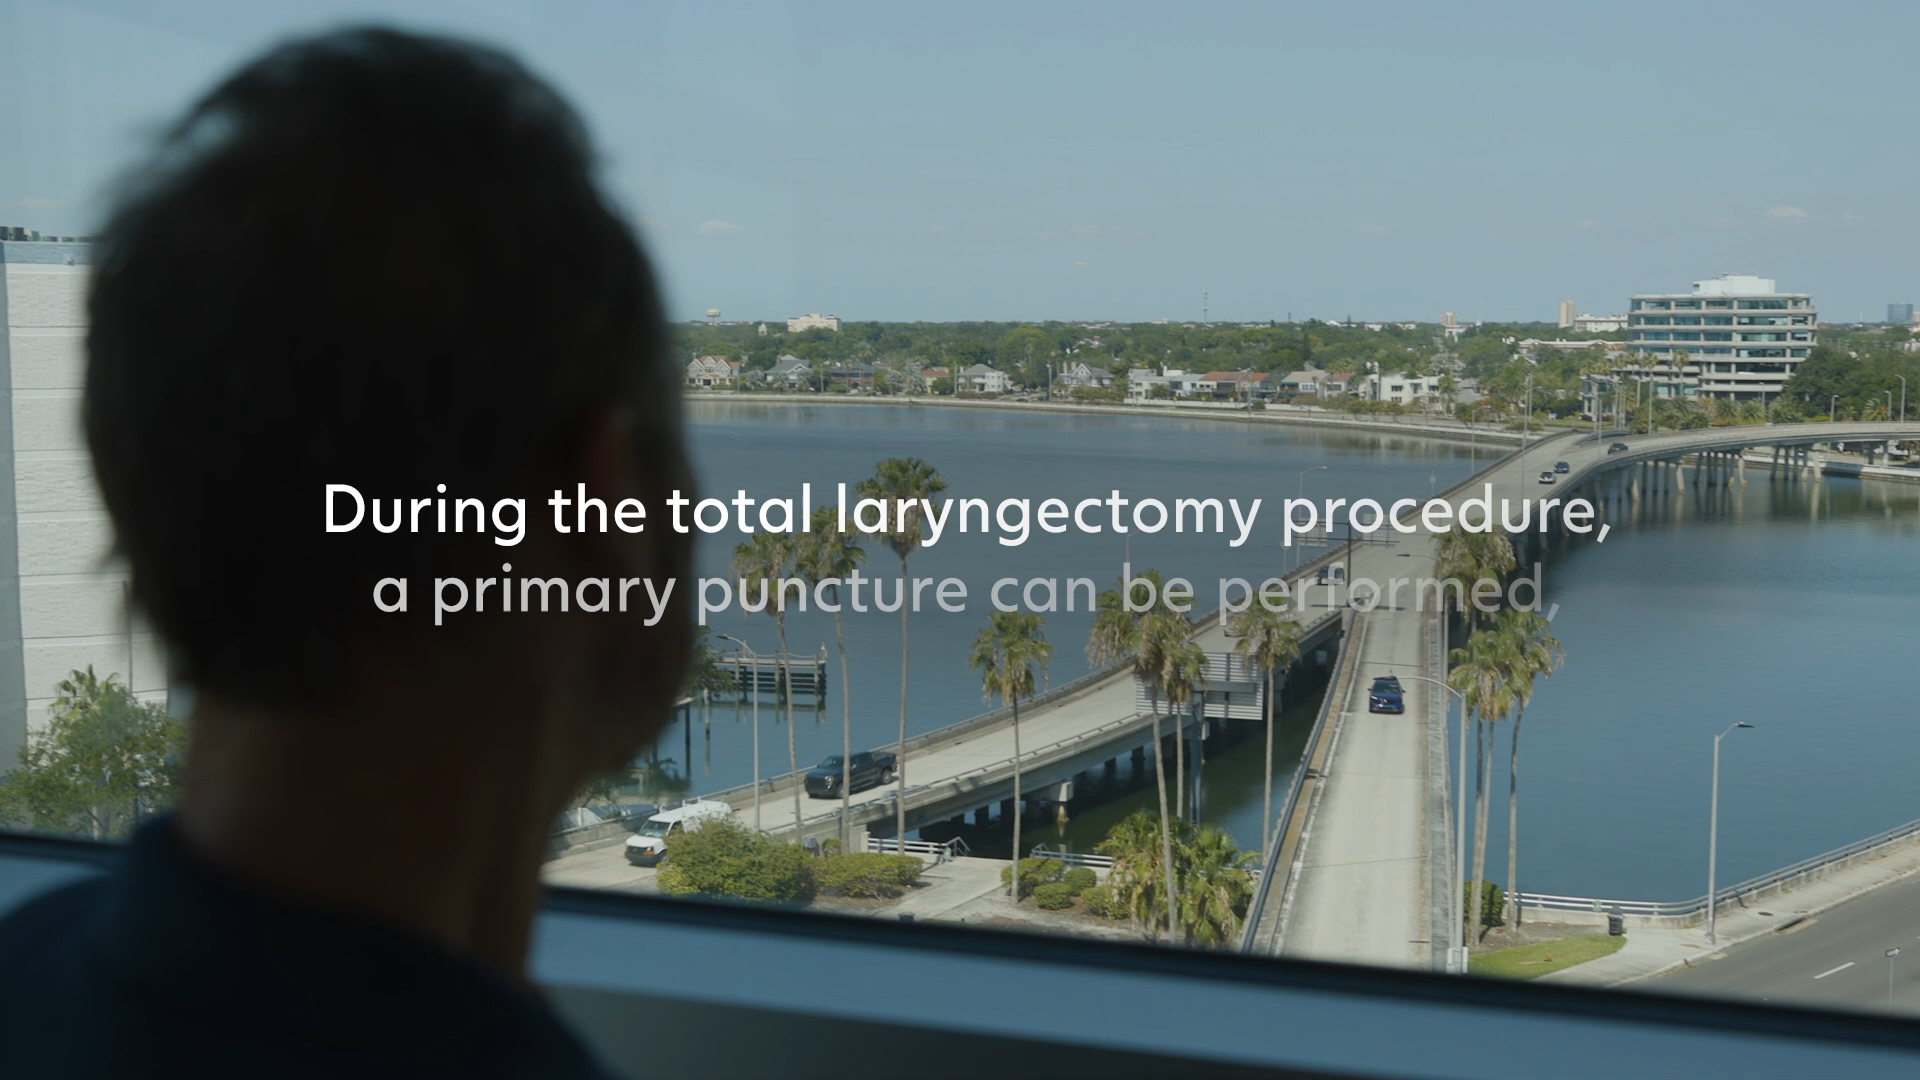 During the total laryngectomy procedure,
a primary puncture can be performed,